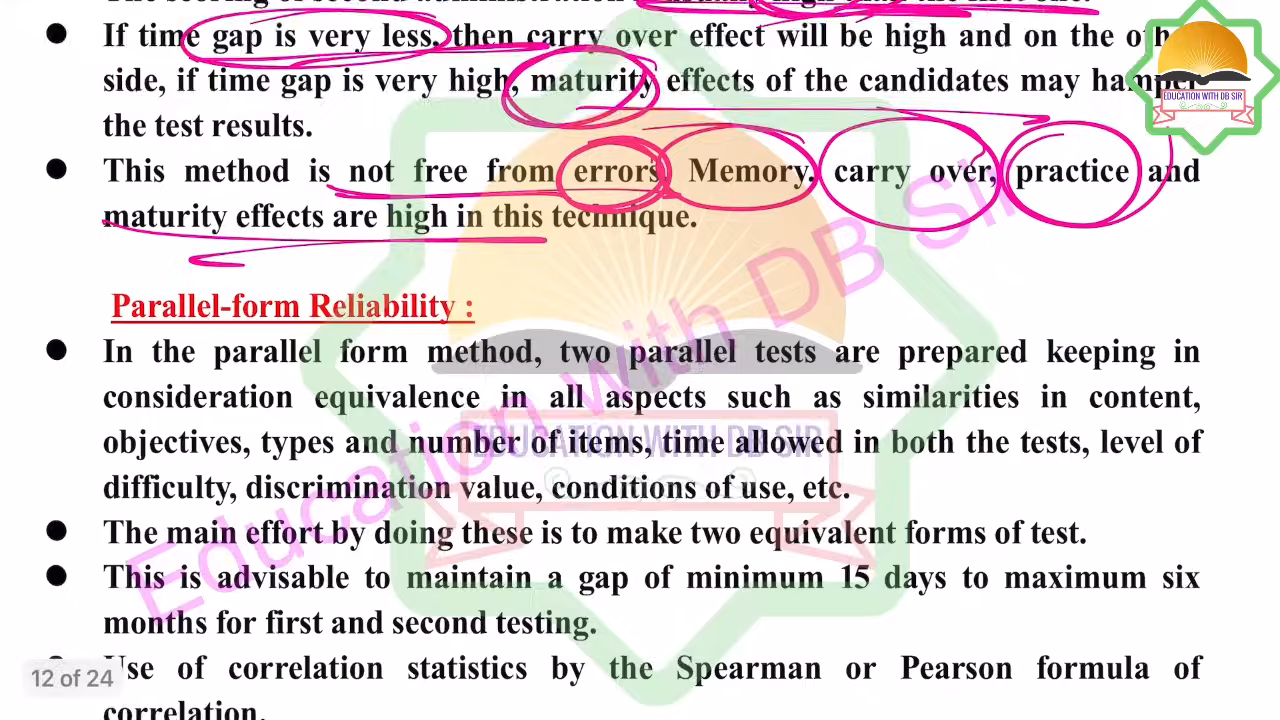 If time gap is very less, then carry over effect will be high and on the other
side, if time gap is very high, maturity effects of the candidates may hamper
the test results.
This method is not free from errors. Memory, carry over, practice and
maturity effects are high in this technique.
Parallel-form Reliability :
In the parallel form method, two parallel tests are prepared keeping in
consideration equivalence in all aspects such as similarities in content,
objectives, types and number of items, time allowed in both the tests, level of
difficulty, discrimination value, conditions of use, etc.
The main effort by doing these is to make two equivalent forms of test.
This is advisable to maintain a gap of minimum 15 days to maximum six
months for first and second testing.
Use of correlation statistics by the Spearman or Pearson formula of
correlation.
12 of 24
EDUCATION WITH DB SIR
EDUCATION WITH DB SIR
Education with DB Sir